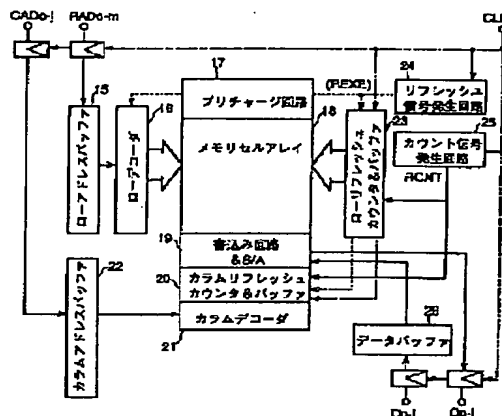 CADo-j
RADo-m
CLK
17
プリチャージ回路
(REXE)
24
リフレッシュ
信号発生回路
15
ローアドレスバッファ
16
ローデコーダ
18
メモリセルアレイ
23
ローリフレッシュ
カウンタ&バッファ
25
カウント信号
発生回路
RCNT
19
書込み回路
&S/A
20
カラムリフレッシュ
カウンタ&バッファ
22
カラムアドレスバッファ
カラムデコーダ
21
26
データバッファ
Do-l
Qo-l